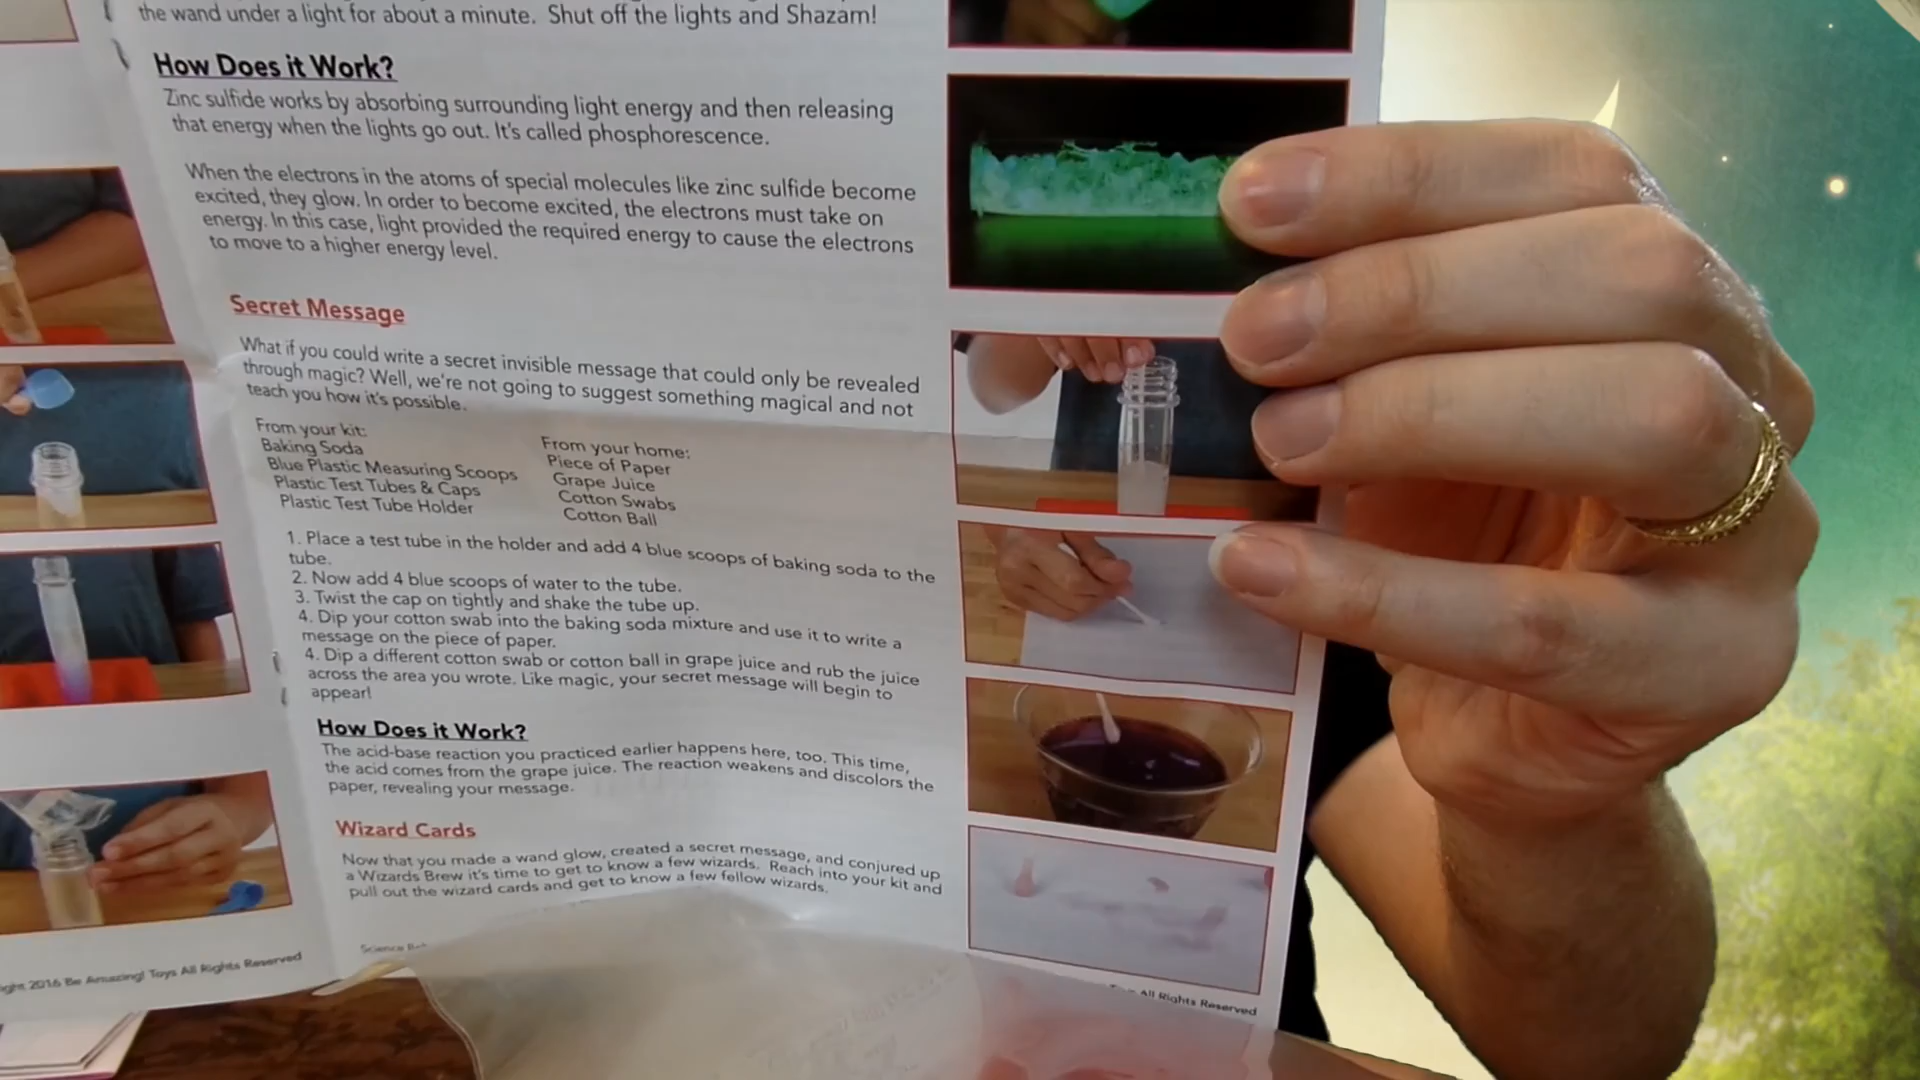 the wand under a light for about a minute. Shut off the lights and Shazam!
How Does it Work?
Zinc sulfide works by absorbing surrounding light energy and then releasing
that energy when the lights go out. It's called phosphorescence.
When the electrons in the atoms of special molecules like zinc sulfide become
excited, they glow. In order to become excited, the electrons must take on
energy. In this case, light provided the required energy to cause the electrons
to move to a higher energy level.
Secret Message
What if you could write a secret invisible message that could only be revealed
through magic? Well, we're not going to suggest something magical and not
teach you how it's possible.
From your kit:
Baking Soda
Blue Plastic Measuring Scoops
Plastic Test Tubes & Caps
Plastic Test Tube Holder
From your home:
Piece of Paper
Grape Juice
Cotton Swabs
Cotton Ball
1. Place a test tube in the holder and add 4 blue scoops of baking soda to the
tube.
2. Now add 4 blue scoops of water to the tube.
3. Twist the cap on tightly and shake the tube up.
4. Dip your cotton swab into the baking soda mixture and use it to write a
message on the piece of paper.
4. Dip a different cotton swab or cotton ball in grape juice and rub the juice
across the area you wrote. Like magic, your secret message will begin to
appear!
How Does it Work?
The acid-base reaction you practiced earlier happens here, too. This time,
the acid comes from the grape juice. The reaction weakens and discolors the
paper, revealing your message.
Wizard Cards
Now that you made a wand glow, created a secret message, and conjured up
a Wizards Brew it's time to get to know a few wizards. Reach into your kit and
pull out the wizard cards and get to know a few fellow wizards.
2016 Be Amazing! Toys All Rights Reserved
Science
All Rights Reserved